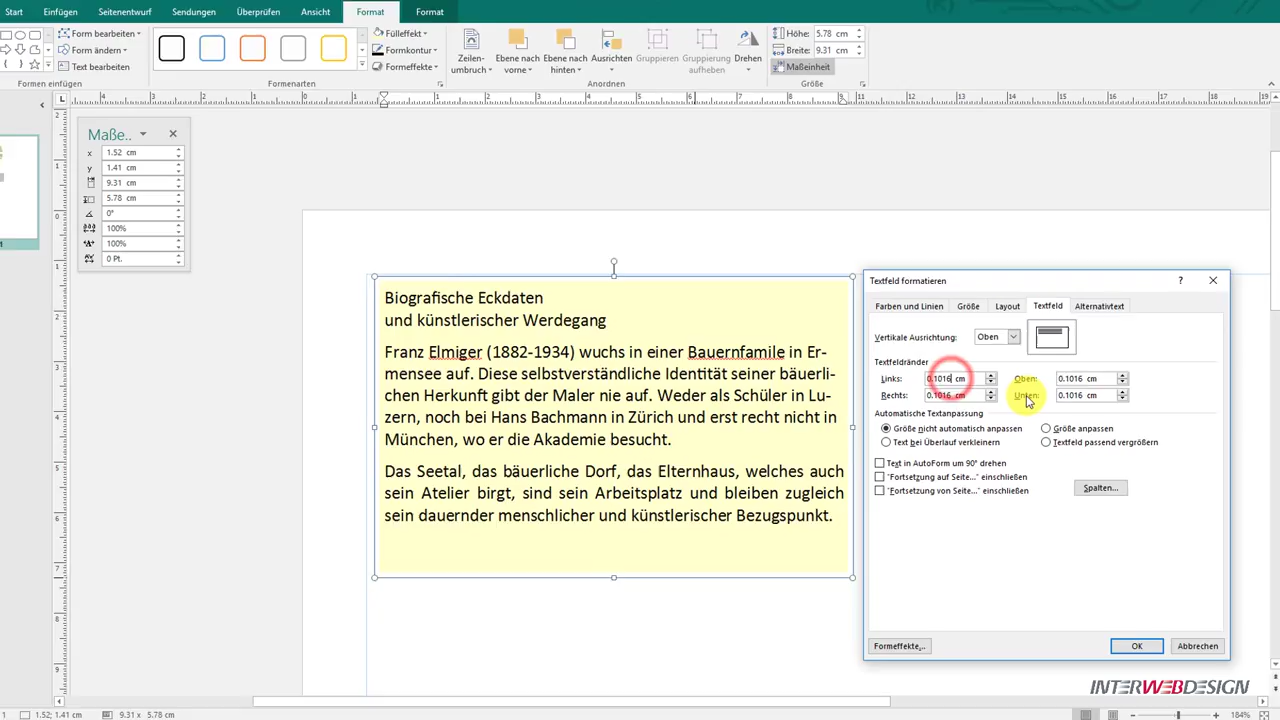 Start Einfügen Seitenentwurf Sendungen Überprüfen Ansicht Format Format
Form bearbeiten
Form ändern
Text bearbeiten
Formen einfügen
Formenarten
Fülleffekt
Formkontur
Formeffekte
Zeilen-
umbruch
Ebene nach
vorne
Ebene nach
hinten
Ausrichten
Gruppieren
Gruppierung
aufheben
Drehen
Anordnen
Höhe: 5.78 cm
Breite: 9.31 cm
Maßeinheit
Größe
Maße..
x 1.52 cm
y 1.41 cm
9.31 cm
5.78 cm
0°
100%
100%
0 Pt.
Biografische Eckdaten
und künstlerischer Werdegang
Franz Elmiger (1882-1934) wuchs in einer Bauernfamile in Er-
mensee auf. Diese selbstverständliche Identität seiner bäuerli-
chen Herkunft gibt der Maler nie auf. Weder als Schüler in Lu-
zern, noch bei Hans Bachmann in Zürich und erst recht nicht in
München, wo er die Akademie besucht.
Das Seetal, das bäuerliche Dorf, das Elternhaus, welches auch
sein Atelier birgt, sind sein Arbeitsplatz und bleiben zugleich
sein dauernder menschlicher und künstlerischer Bezugspunkt.
Textfeld formatieren
Farben und Linien Größe Layout Textfeld Alternativtext
Vertikale Ausrichtung: Oben
Textfeldränder
Links: 0.1016 cm Oben: 0.1016 cm
Rechts: 0.1016 cm Unten: 0.1016 cm
Automatische Textanpassung
Größe nicht automatisch anpassen Größe anpassen
Text bei Überlauf verkleinern Textfeld passend vergrößern
Text in AutoForm um 90° drehen
"Fortsetzung auf Seite..." einschließen
"Fortsetzung von Seite..." einschließen
Spalten...
Formeffekte... OK Abbrechen
INTERWEBDESIGN
1 1.52; 1.41 cm 9.31 x 5.78 cm 184%